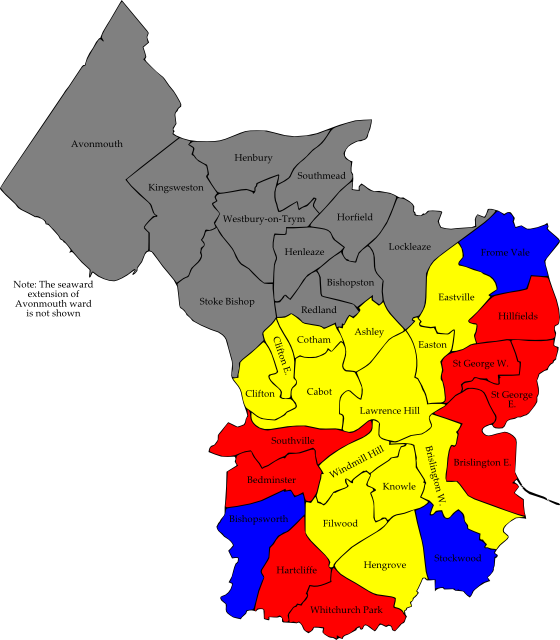 Avonmouth
Henbury
Kingsweston
Southmead
Westbury-on-Trym
Horfield
Henleaze
Lockleaze
Frome Vale
Note: The seaward
extension of
Avonmouth ward
is not shown
Stoke Bishop
Bishopston
Eastville
Redland
Hillfields
Ashley
Cotham
Clifton E.
Easton
St George W.
Clifton
Cabot
St George
E.
Lawrence Hill
Southville
Windmill Hill
Brislington W.
Brislington E.
Bedminster
Knowle
Bishopsworth
Filwood
Stockwood
Hengrove
Hartcliffe
Whitchurch Park